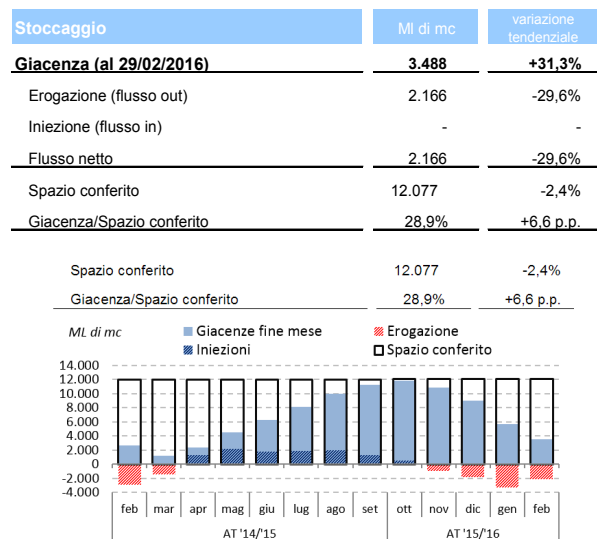 Stoccaggio Ml di mc variazione tendenziale
Giacenza (al 29/02/2016) 3.488 +31,3%
Erogazione (flusso out) 2.166 -29,6%
Iniezione (flusso in) - -
Flusso netto 2.166 -29,6%
Spazio conferito 12.077 -2,4%
Giacenza/Spazio conferito 28,9% +6,6 p.p.
Spazio conferito 12.077 -2,4%
Giacenza/Spazio conferito 28,9% +6,6 p.p.
ML di mc Giacenze fine mese Erogazione
Iniezioni Spazio conferito
14.000
12.000
10.000
8.000
6.000
4.000
2.000
0
-2.000
-4.000
feb mar apr mag giu lug ago set ott nov dic gen feb
AT '14/'15 AT '15/'16